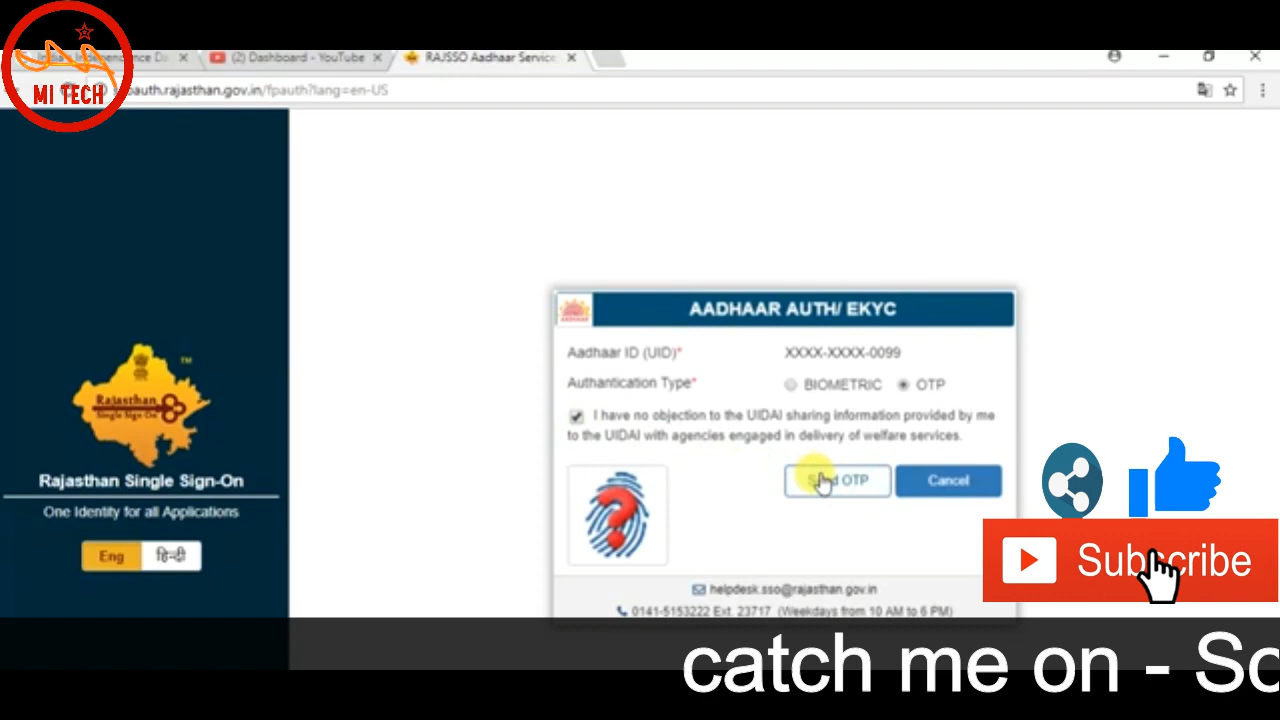 MI TECH
(2) Dashboard - YouTube
RAJSSO Aadhaar Service
auth.rajasthan.gov.in/fpauth?lang=en-US
AADHAAR AUTH/ EKYC
AADHAAR
Aadhaar ID (UID)* XXXX-XXXX-0099
Authantication Type* BIOMETRIC OTP
I have no objection to the UIDAI sharing information provided by me
to the UIDAI with agencies engaged in delivery of welfare services.
OTP Cancel
helpdesk.sso@rajasthan.gov.in
0141-5153222 Ext. 23717 (Weekdays from 10 AM to 6 PM)
Rajasthan
Single Sign On
TM
Rajasthan Single Sign-On
One Identity for all Applications
Eng हिन्दी
Subscribe
catch me on - So